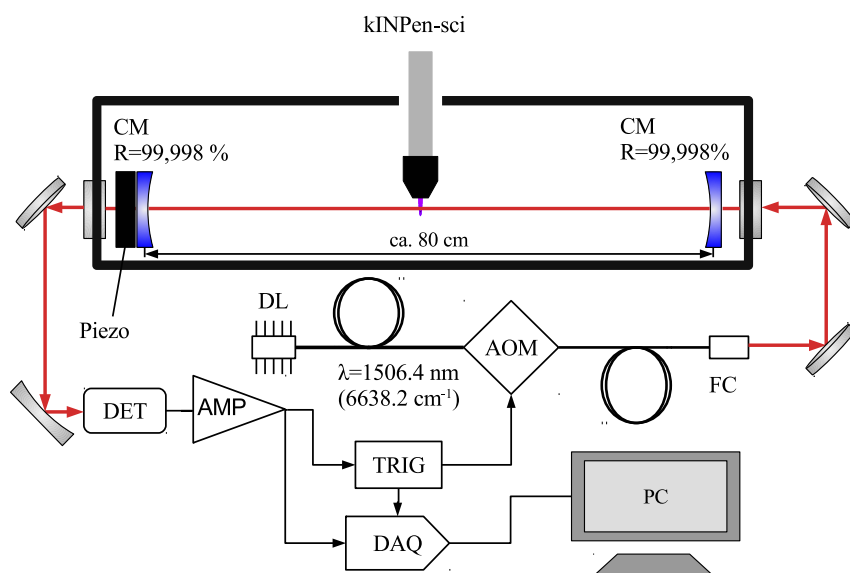 kINPen-sci
CM
R=99,998 %
CM
R=99,998%
ca. 80 cm
Piezo
DL
λ=1506.4 nm
(6638.2 cm⁻¹)
AOM
FC
DET
AMP
TRIG
DAQ
PC